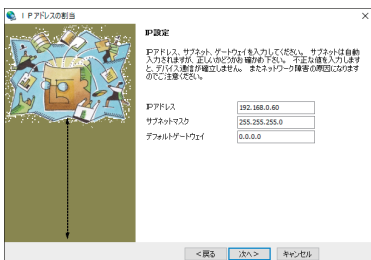 IPアドレスの割当
IP設定
IPアドレス、サブネット、ゲートウェイを入力してください。 サブネットは自動
入力されますが、正しいかどうかお確かめ下さい。 不正な値を入力します
と、デバイス通信が確立しません。 またネットワーク障害の原因になります
のでご注意ください。
IPアドレス 192.168.0.60
サブネットマスク 255.255.255.0
デフォルトゲートウェイ 0.0.0.0
<戻る 次へ> キャンセル